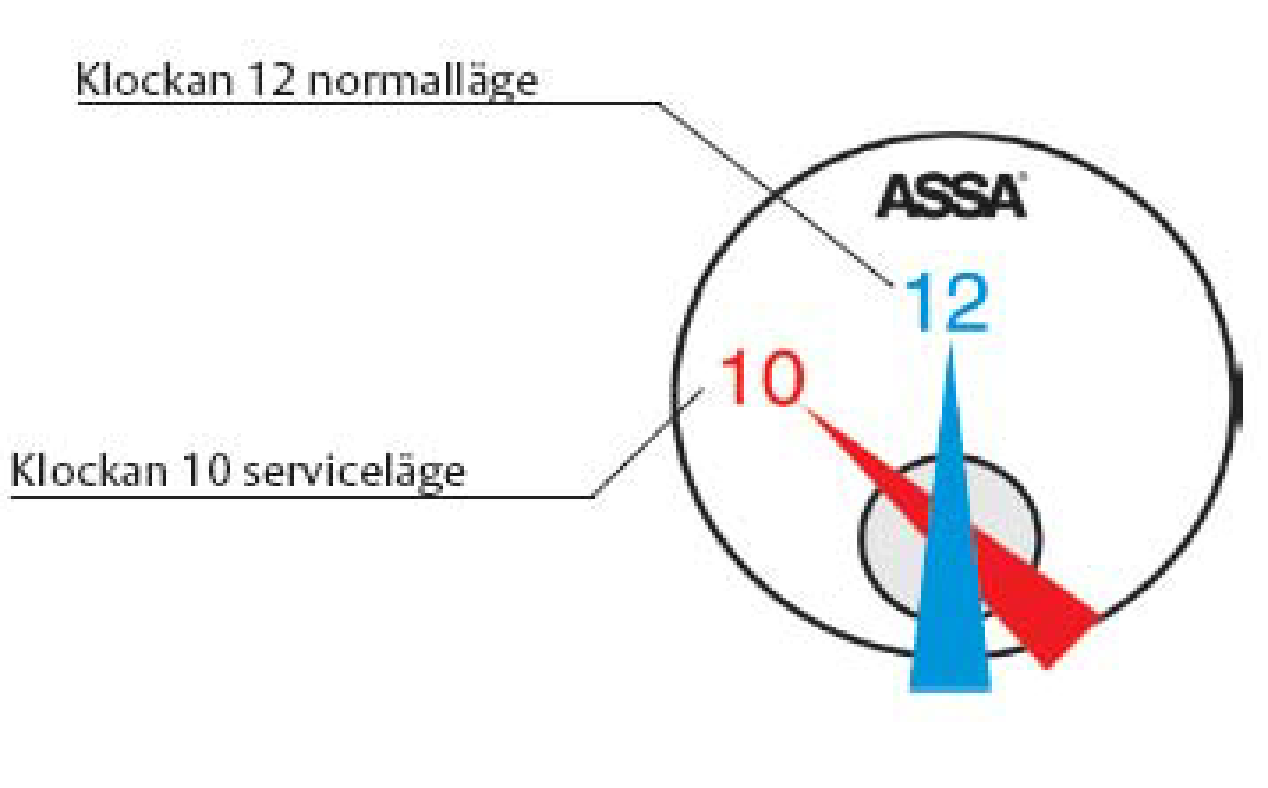 Klockan 12 normalläge
ASSA
12
10
Klockan 10 serviceläge